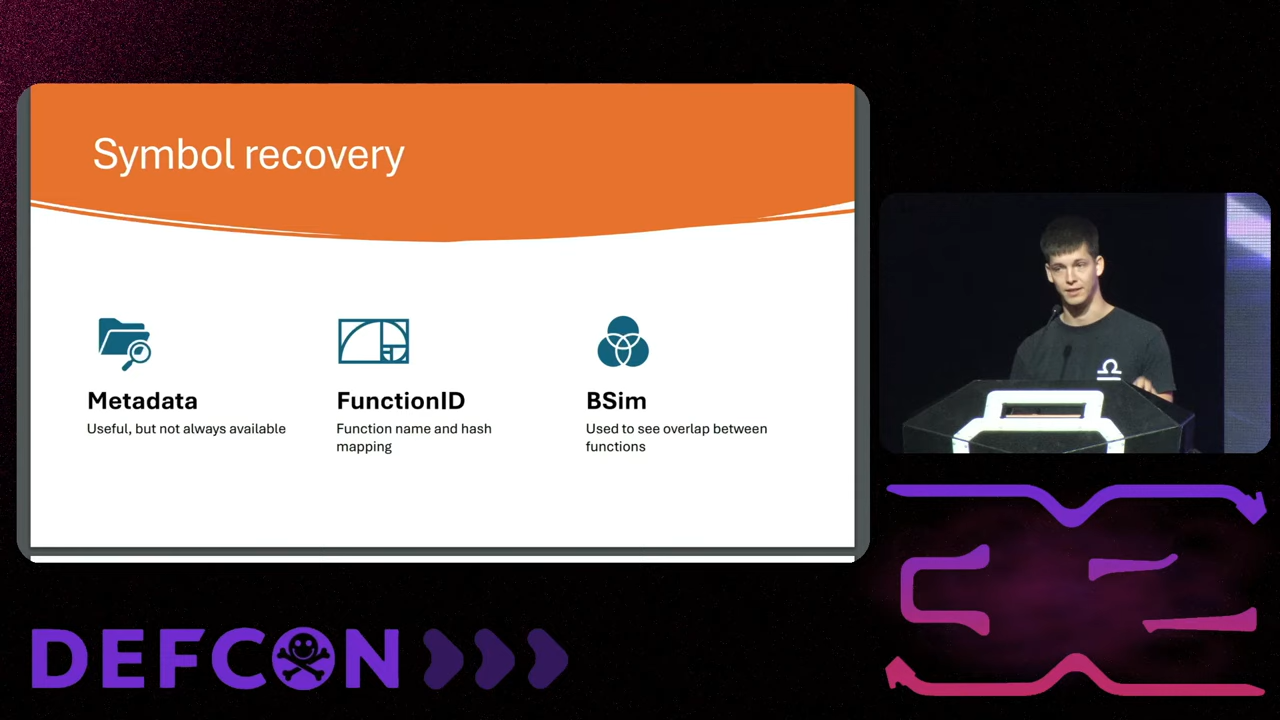 Symbol recovery
Metadata
Useful, but not always available
FunctionID
Function name and hash
mapping
BSim
Used to see overlap between
functions
DEFCON